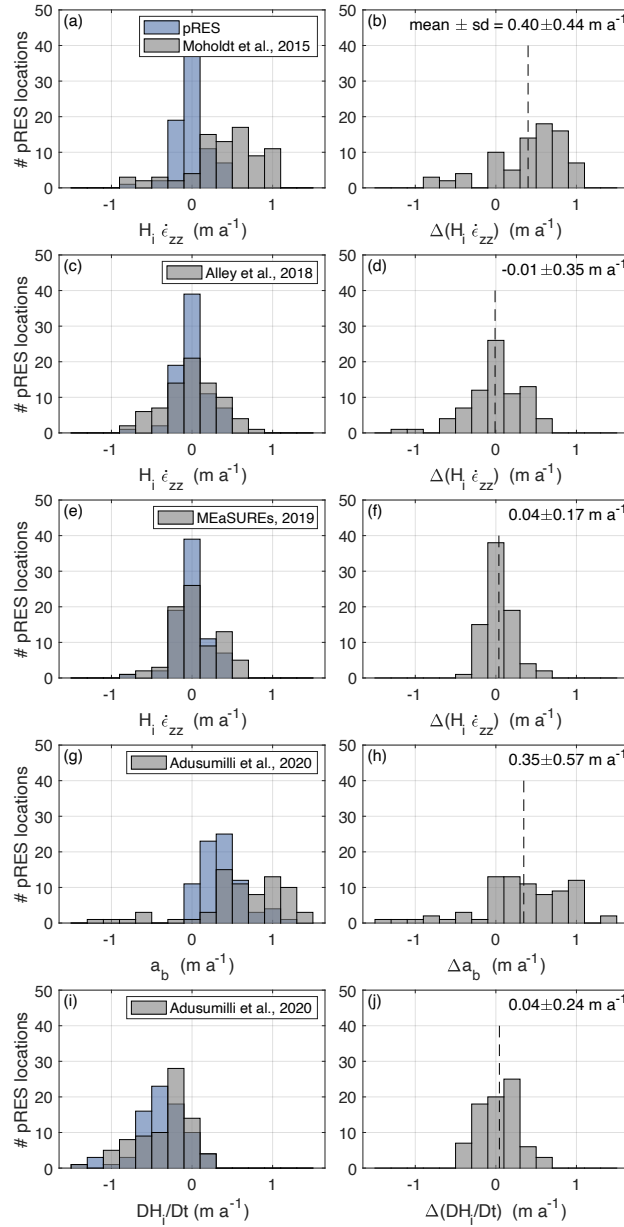 (a)
pRES
Moholdt et al., 2015
50
40
30
20
10
0
# pRES locations
-1 0 1
H_i ε̇_zz (m a⁻¹)
(b)
mean ± sd = 0.40±0.44 m a⁻¹
50
40
30
20
10
0
-1 0 1
Δ(H_i ε̇_zz) (m a⁻¹)
(c)
Alley et al., 2018
50
40
30
20
10
0
# pRES locations
-1 0 1
H_i ε̇_zz (m a⁻¹)
(d)
-0.01±0.35 m a⁻¹
50
40
30
20
10
0
-1 0 1
Δ(H_i ε̇_zz) (m a⁻¹)
(e)
MEaSUREs, 2019
50
40
30
20
10
0
# pRES locations
-1 0 1
H_i ε̇_zz (m a⁻¹)
(f)
0.04±0.17 m a⁻¹
50
40
30
20
10
0
-1 0 1
Δ(H_i ε̇_zz) (m a⁻¹)
(g)
Adusumilli et al., 2020
50
40
30
20
10
0
# pRES locations
-1 0 1
a_b (m a⁻¹)
(h)
0.35±0.57 m a⁻¹
50
40
30
20
10
0
-1 0 1
Δa_b (m a⁻¹)
(i)
Adusumilli et al., 2020
50
40
30
20
10
0
# pRES locations
-1 0 1
DH_i/Dt (m a⁻¹)
(j)
0.04±0.24 m a⁻¹
50
40
30
20
10
0
-1 0 1
Δ(DH_i/Dt) (m a⁻¹)